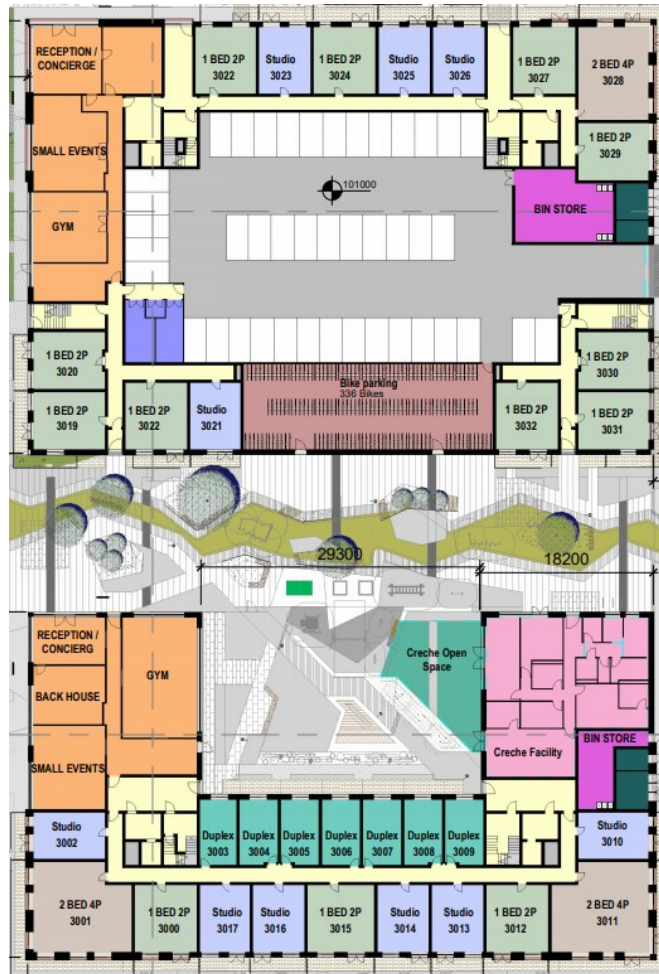 RECEPTION /
CONCIERGE
1 BED 2P
3022
Studio
3023
1 BED 2P
3024
Studio
3025
Studio
3026
1 BED 2P
3027
2 BED 4P
3028
SMALL EVENTS
1 BED 2P
3029
101000
GYM
BIN STORE
1 BED 2P
3020
1 BED 2P
3030
Bike parking
336 Bikes
1 BED 2P
3019
1 BED 2P
3022
Studio
3021
1 BED 2P
3032
1 BED 2P
3031
29300
18200
RECEPTION /
CONCIERG
GYM
BACK HOUSE
SMALL EVENTS
Creche Open
Space
Creche Facility
BIN STORE
Studio
3002
Duplex
3003
Duplex
3004
Duplex
3005
Duplex
3006
Duplex
3007
Duplex
3008
Duplex
3009
Studio
3010
2 BED 4P
3001
1 BED 2P
3000
Studio
3017
Studio
3016
1 BED 2P
3015
Studio
3014
Studio
3013
1 BED 2P
3012
2 BED 4P
3011